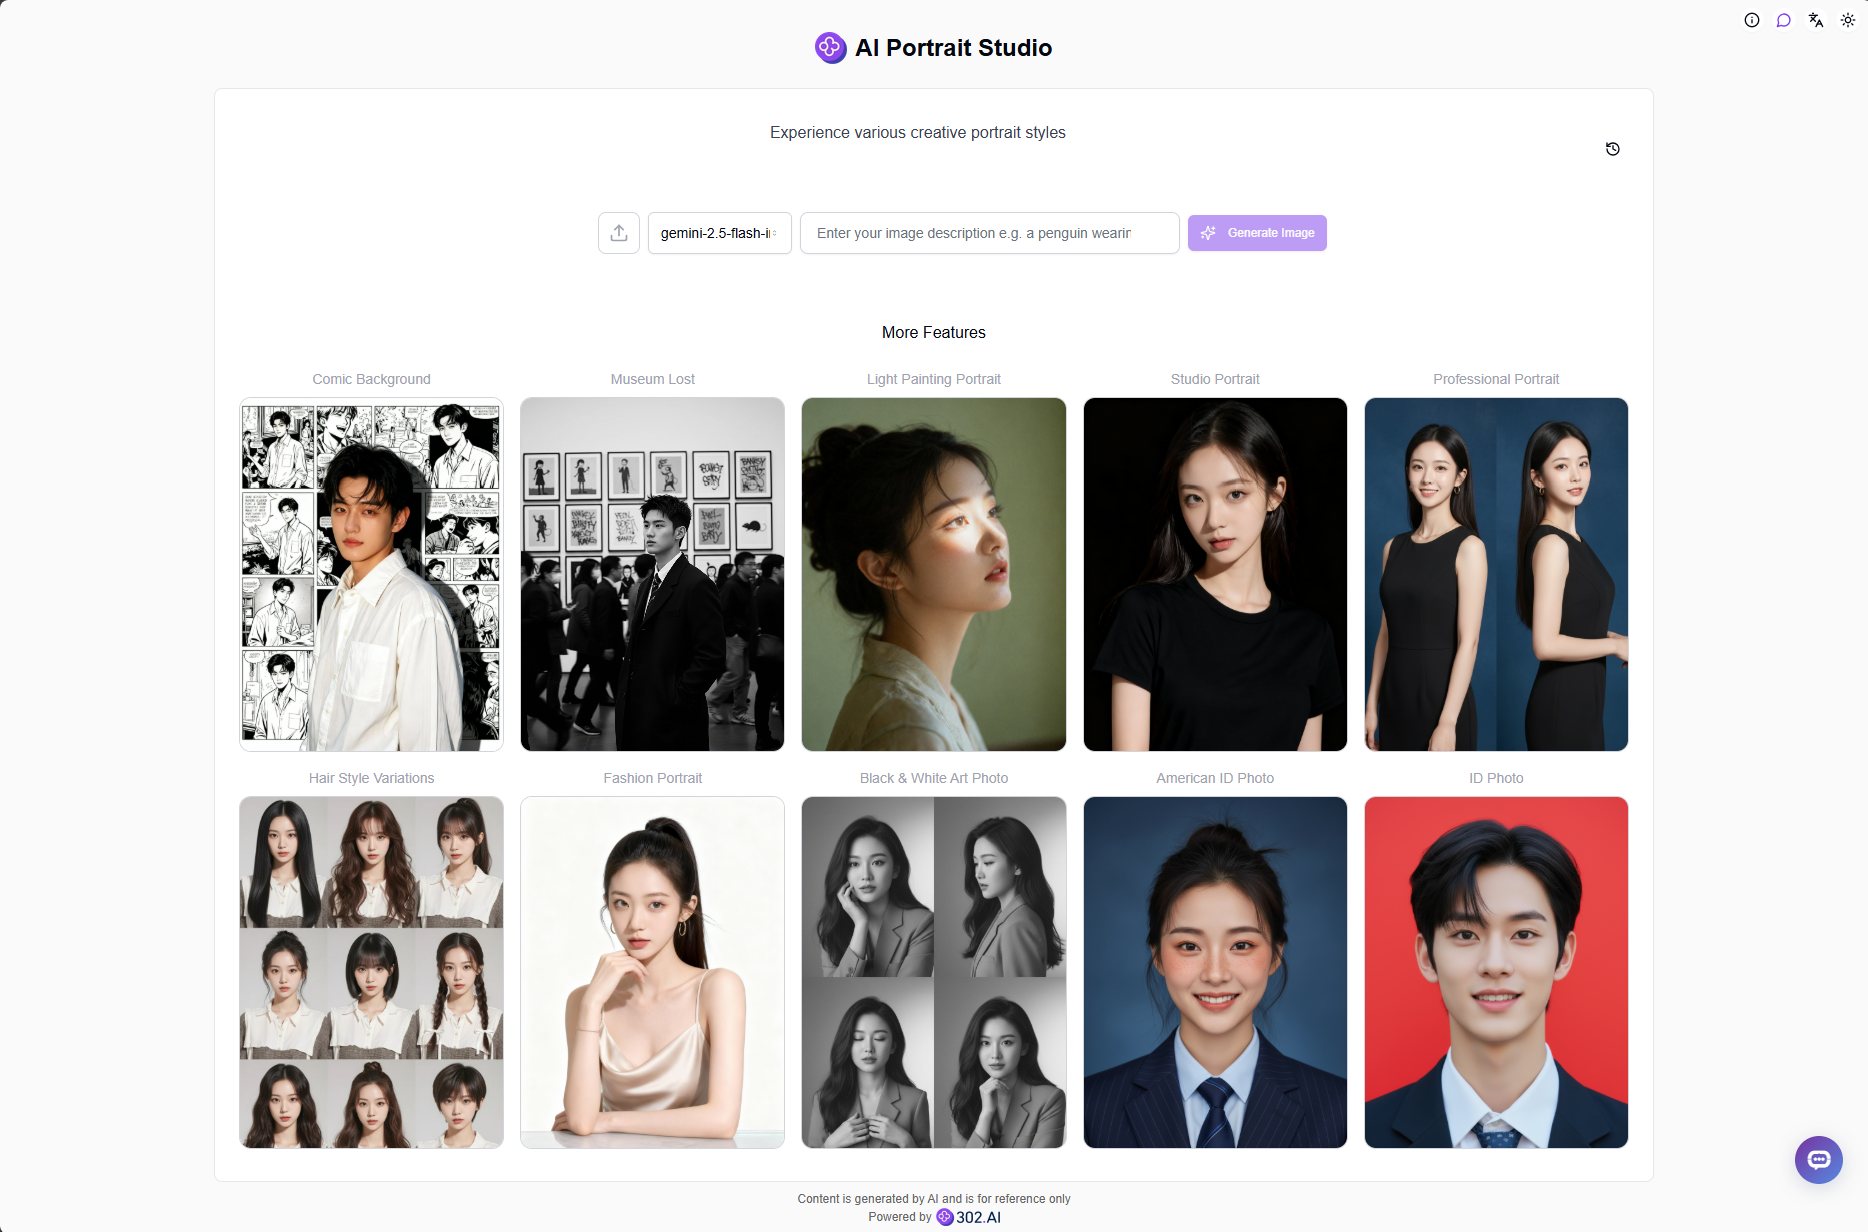 AI Portrait Studio
Experience various creative portrait styles
gemini-2.5-flash-i
Enter your image description e.g. a penguin wearin
Generate Image
More Features
Comic Background
Museum Lost
Light Painting Portrait
Studio Portrait
Professional Portrait
Hair Style Variations
Fashion Portrait
Black & White Art Photo
American ID Photo
ID Photo
Content is generated by AI and is for reference only
Powered by 302.AI